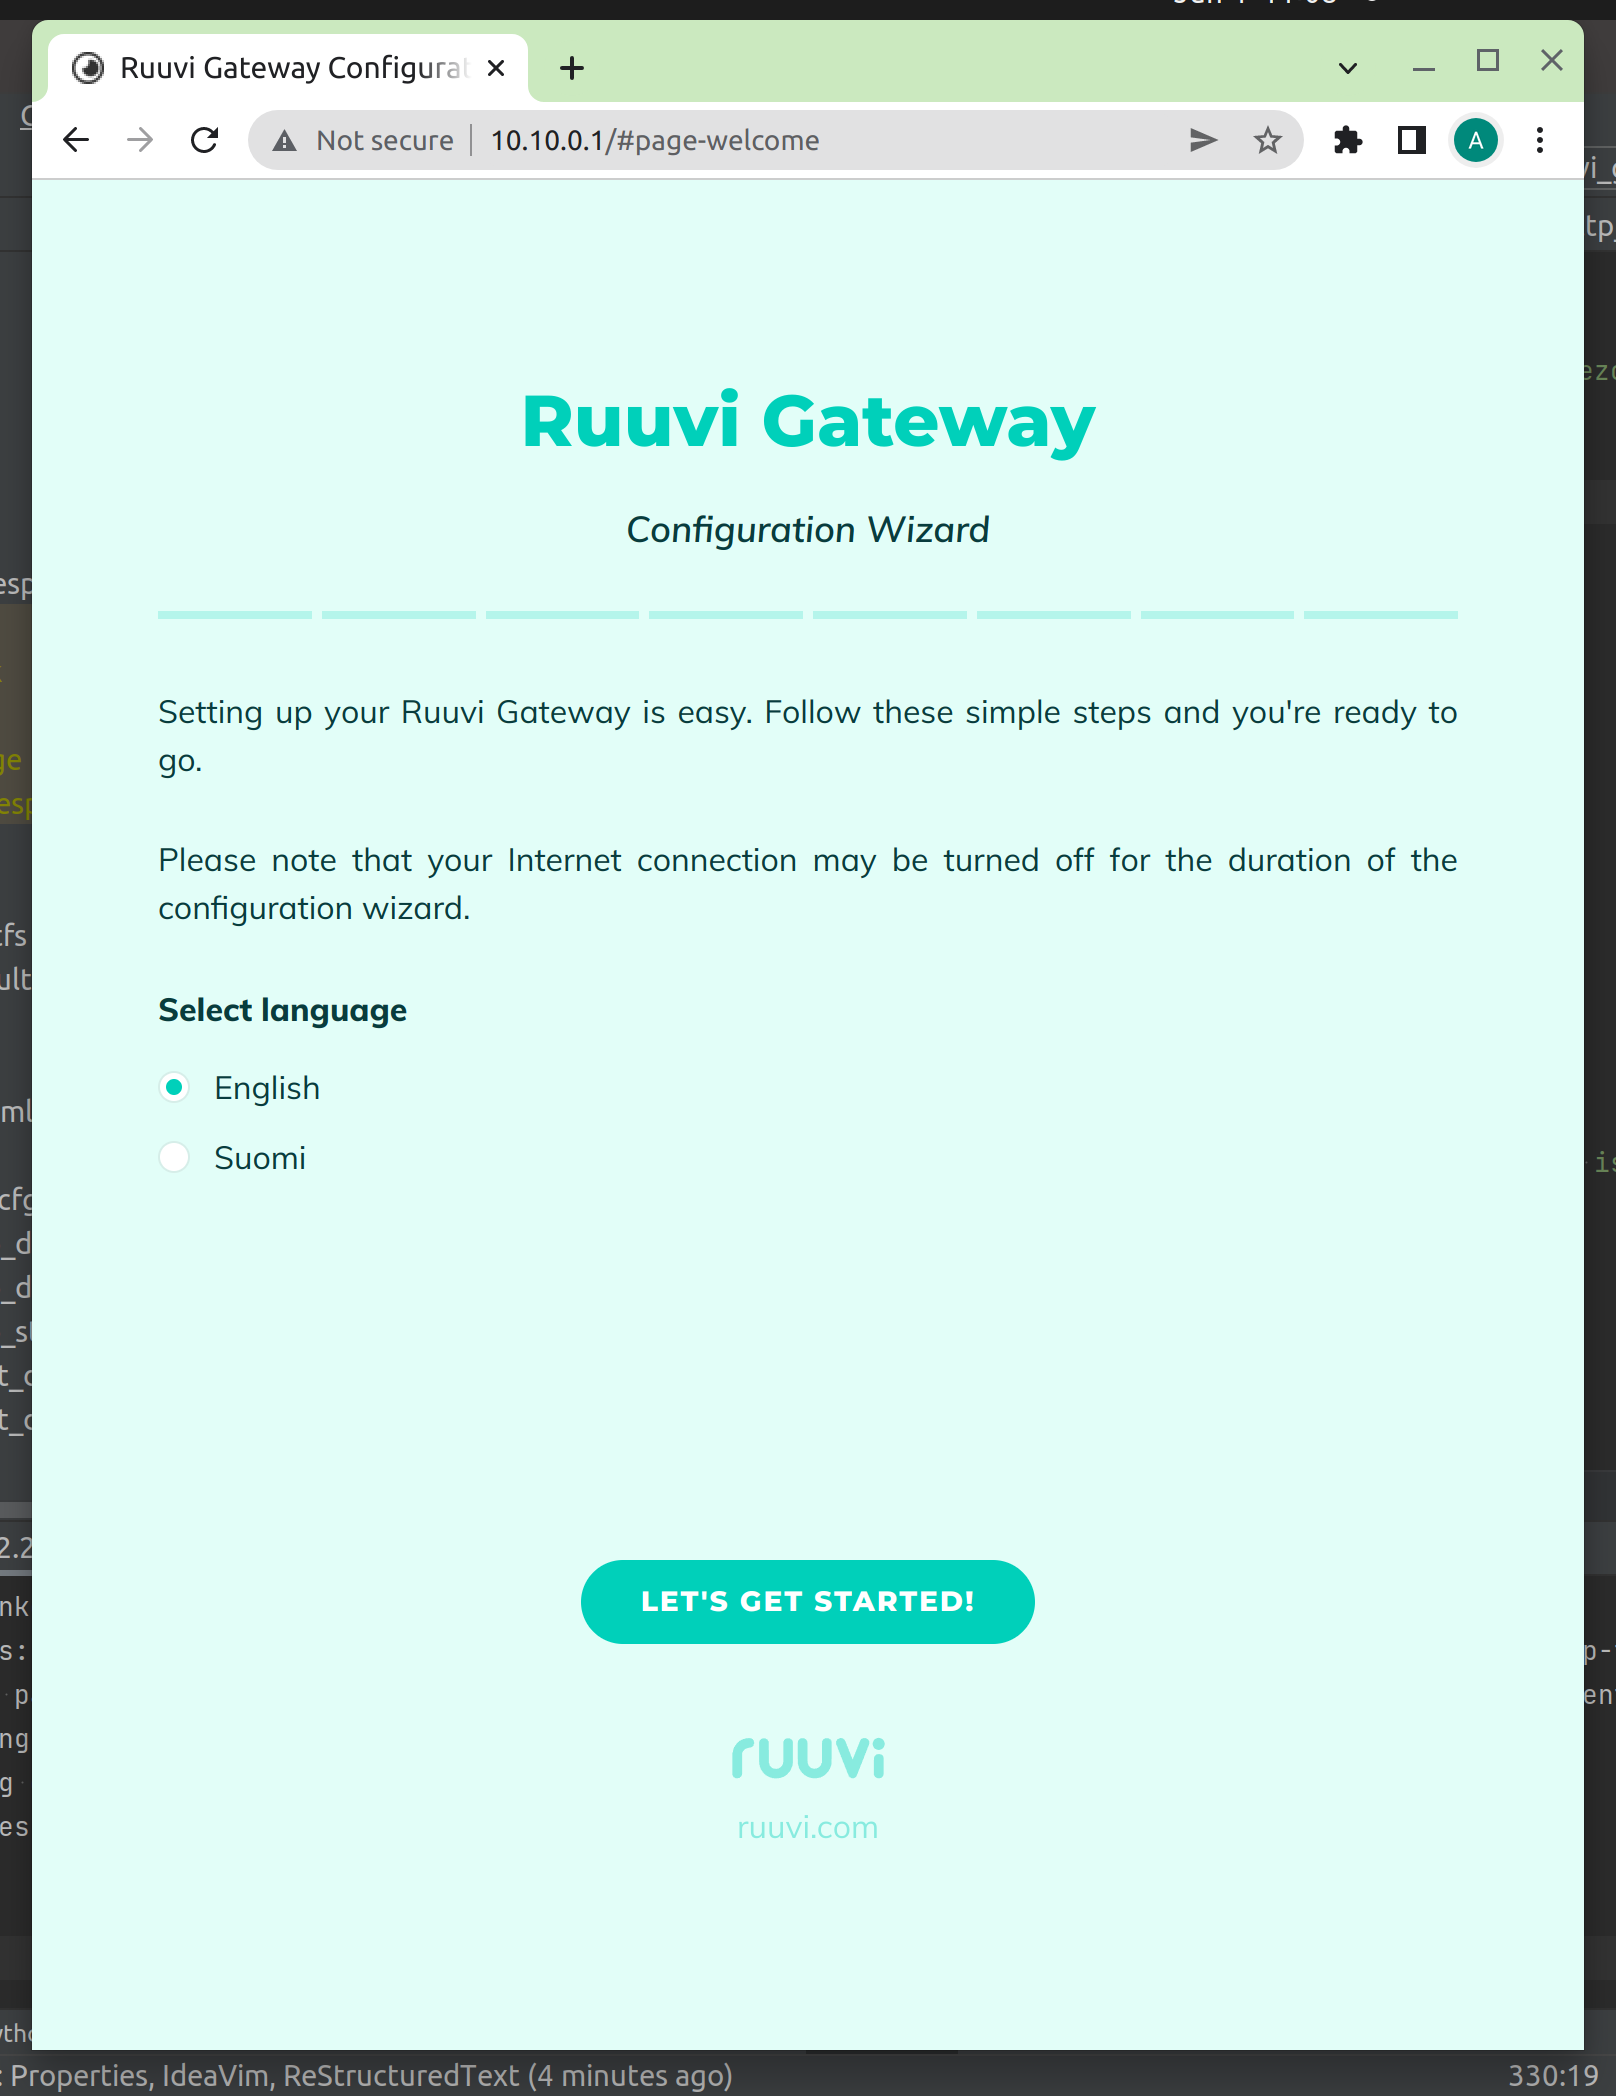 Ruuvi Gateway Configurat
Not secure
10.10.0.1/#page-welcome
A
Ruuvi Gateway
Configuration Wizard
Setting up your Ruuvi Gateway is easy. Follow these simple steps and you're ready to
go.
Please note that your Internet connection may be turned off for the duration of the
configuration wizard.
Select language
English
Suomi
LET'S GET STARTED!
ruuvi
ruuvi.com
: Properties, IdeaVim, ReStructuredText (4 minutes ago)
330:19